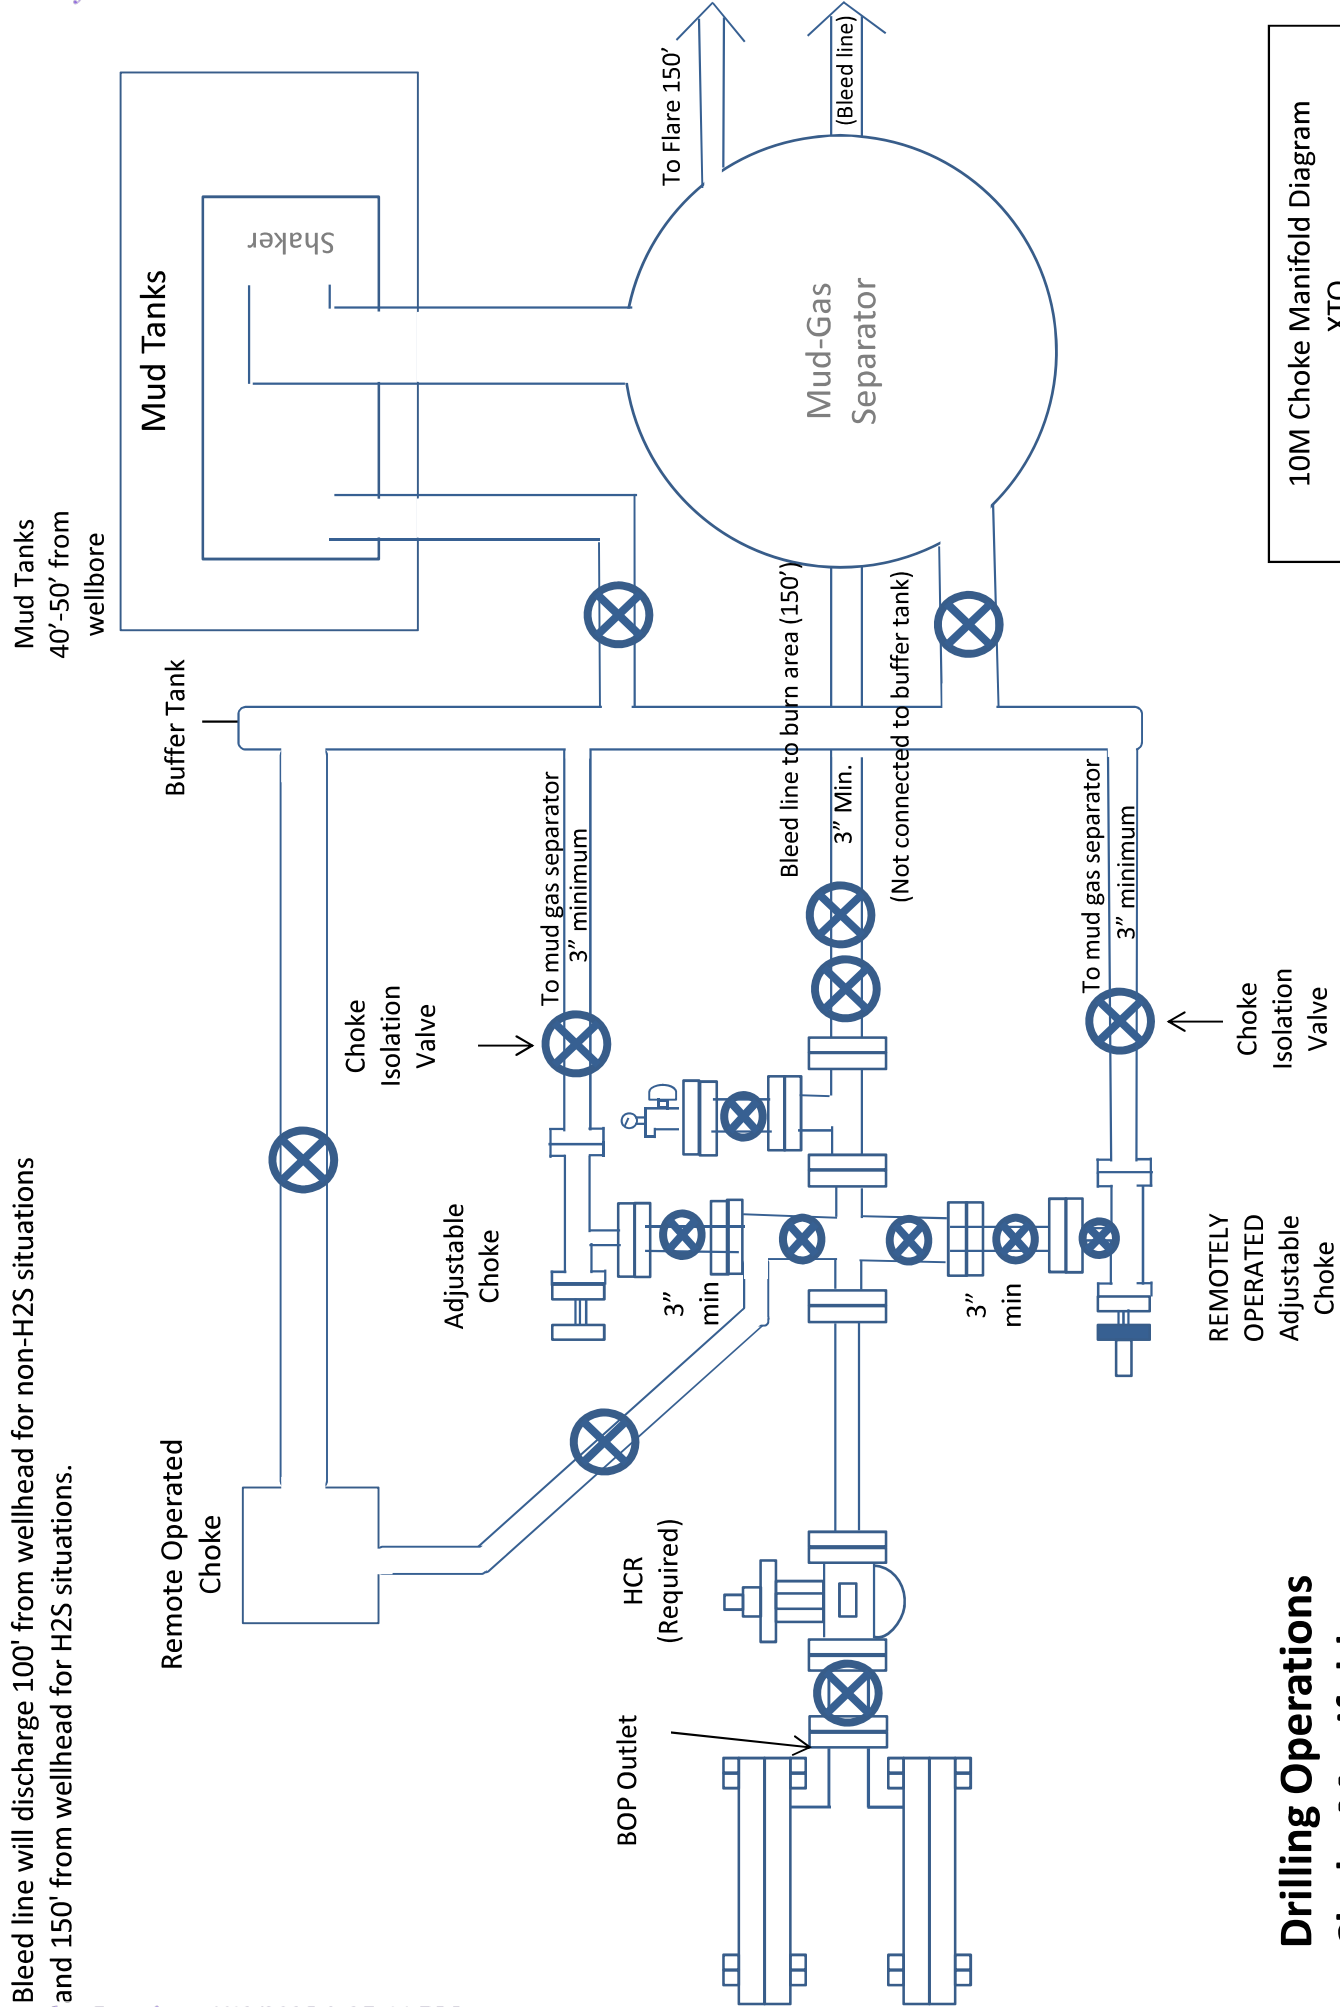 Bleed line will discharge 100' from wellhead for non-H2S situations
and 150' from wellhead for H2S situations.
Mud Tanks
40’-50’ from
wellbore
Mud Tanks
Shaker
Buffer Tank
Remote Operated
Choke
Choke
Isolation
Valve
Adjustable
Choke
To mud gas separator
3” minimum
To Flare 150’
(Bleed line)
Mud-Gas
Separator
Bleed line to burn area (150’)
3” Min.
(Not connected to buffer tank)
HCR
(Required)
BOP Outlet
3”
min
3”
min
To mud gas separator
3” minimum
REMOTELY
OPERATED
Adjustable
Choke
Choke
Isolation
Valve
10M Choke Manifold Diagram
XTO
Drilling Operations